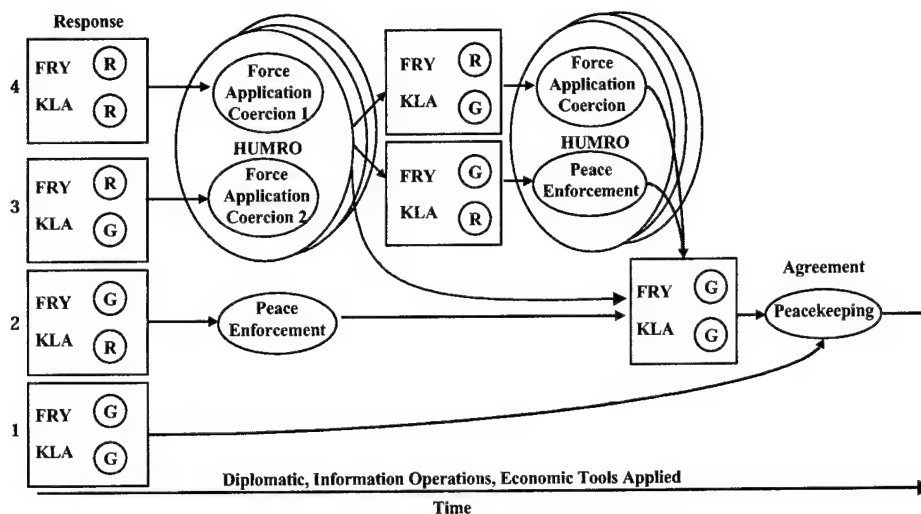 Response
4
FRY R
KLA R
Force
Application
Coercion 1
HUMRO
Force
Application
Coercion 2
FRY R
KLA G
FRY G
KLA R
Force
Application
Coercion
HUMRO
Peace
Enforcement
3
FRY R
KLA G
2
FRY G
KLA R
Peace
Enforcement
FRY G
KLA G
Agreement
Peacekeeping
1
FRY G
KLA G
Diplomatic, Information Operations, Economic Tools Applied
Time